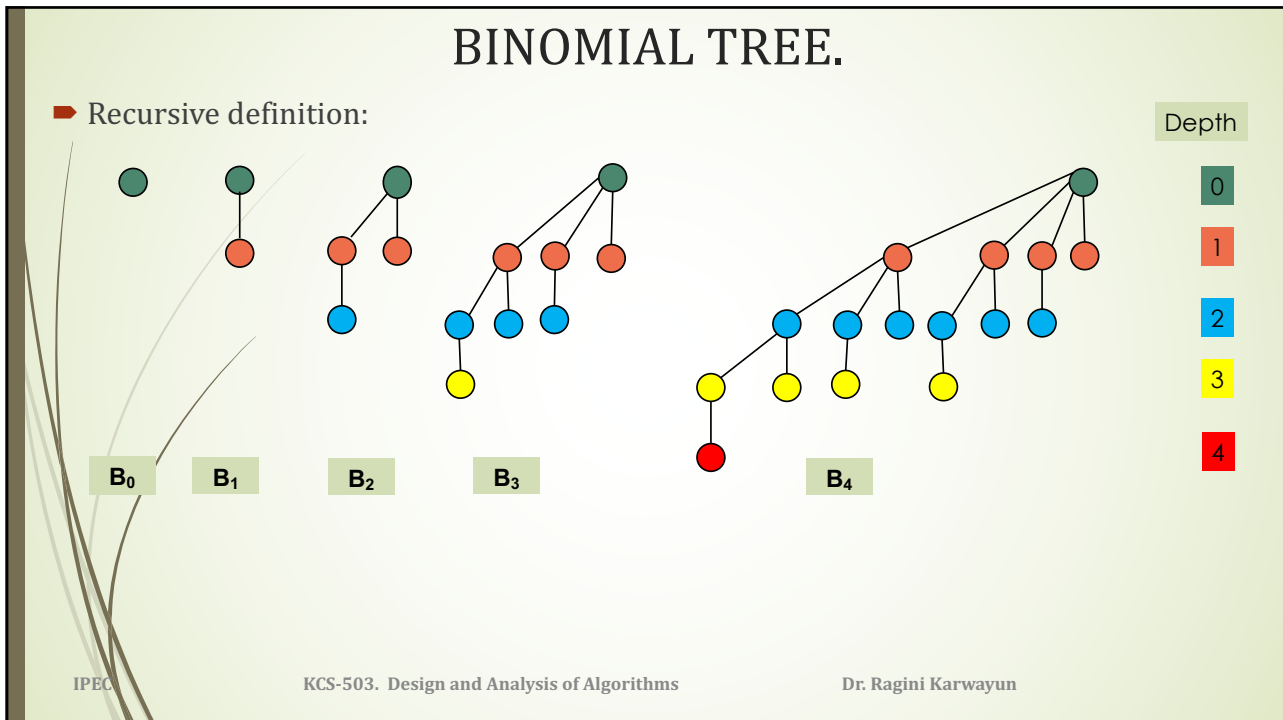 BINOMIAL TREE.
Recursive definition:
Depth
0
1
2
3
4
B₀ B₁ B₂ B₃ B₄
IPEC KCS-503. Design and Analysis of Algorithms Dr. Ragini Karwayun